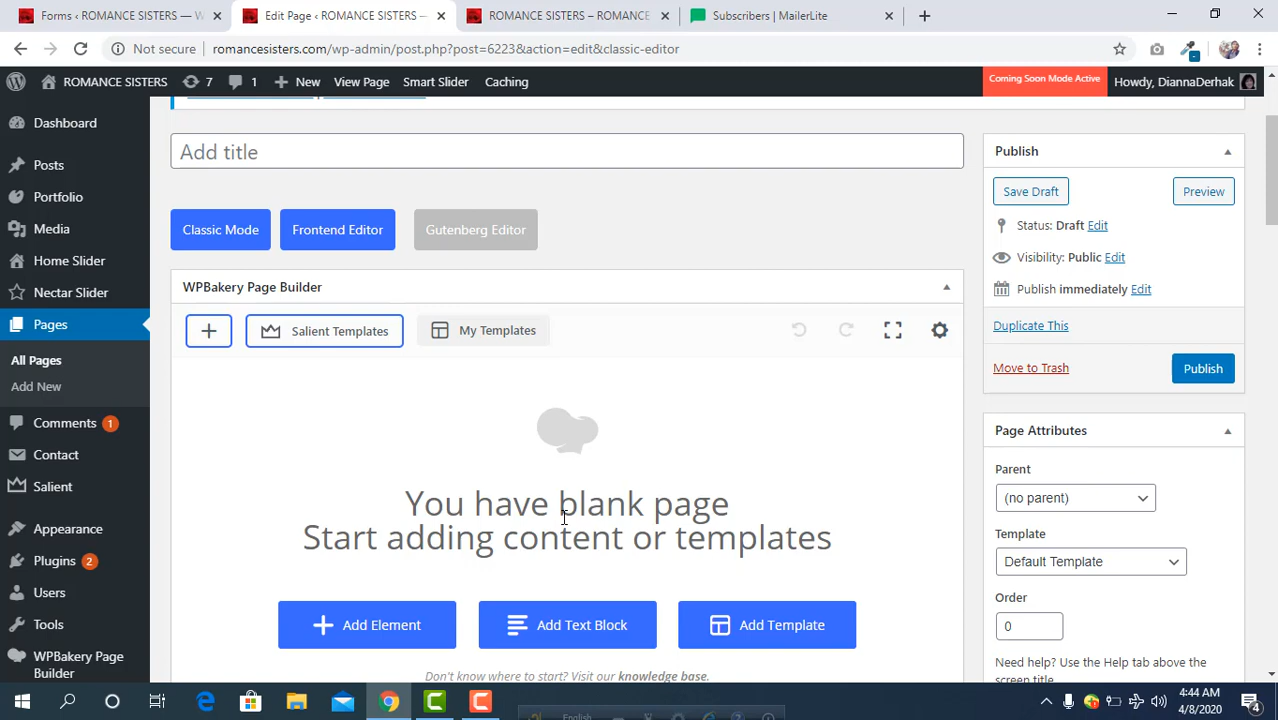 Forms ‹ ROMANCE SISTERS — W
Edit Page ‹ ROMANCE SISTERS —
ROMANCE SISTERS – ROMANCE
Subscribers | MailerLite
Not secure
romancesisters.com/wp-admin/post.php?post=6223&action=edit&classic-editor
ROMANCE SISTERS
7
1
New
View Page
Smart Slider
Caching
Coming Soon Mode Active
Howdy, DiannaDerhak
Dashboard
Posts
Portfolio
Media
Home Slider
Nectar Slider
Pages
All Pages
Add New
Comments 1
Contact
Salient
Appearance
Plugins 2
Users
Tools
WPBakery Page
Builder
Add title
Classic Mode
Frontend Editor
Gutenberg Editor
WPBakery Page Builder
Salient Templates
My Templates
You have blank page
Start adding content or templates
Add Element
Add Text Block
Add Template
Don't know where to start? Visit our knowledge base.
Publish
Save Draft
Preview
Status: Draft Edit
Visibility: Public Edit
Publish immediately Edit
Duplicate This
Move to Trash
Publish
Page Attributes
Parent
(no parent)
Template
Default Template
Order
0
Need help? Use the Help tab above the
screen title.
English
4:44 AM
4/8/2020
4